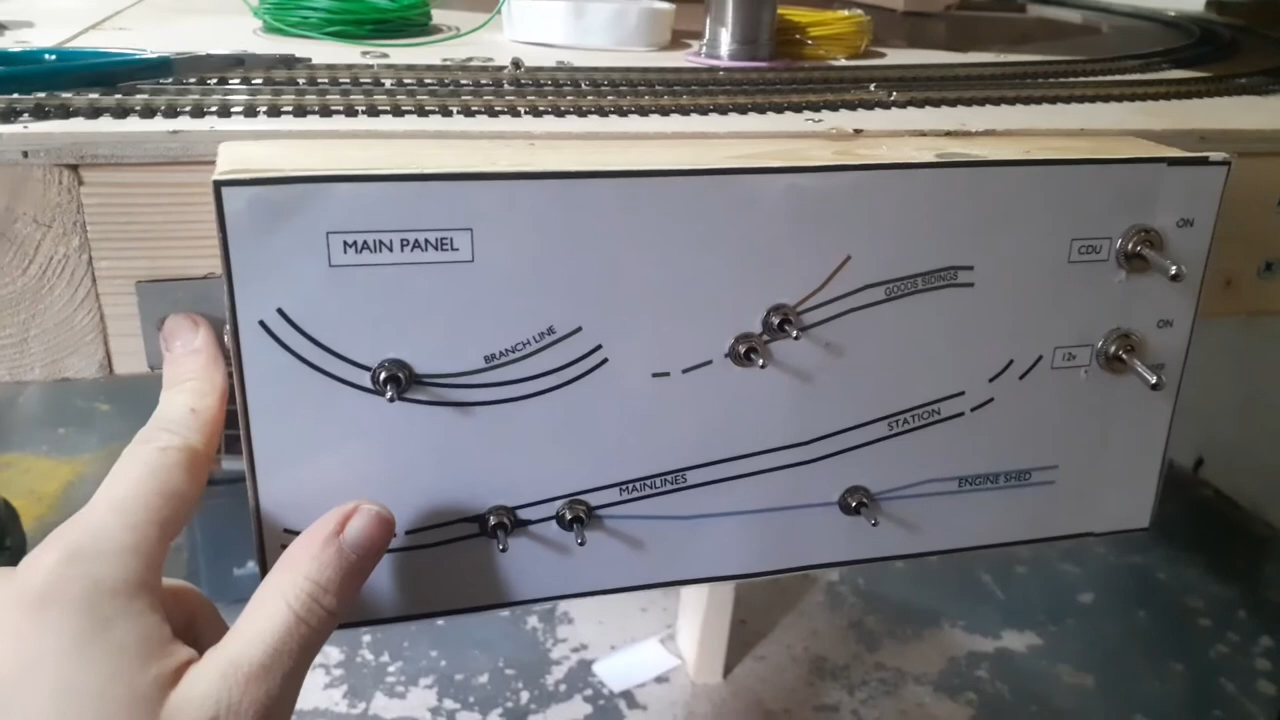 MAIN PANEL
CDU
ON
BRANCH LINE
GOODS SIDINGS
12v
ON
STATION
MAINLINES
ENGINE SHED